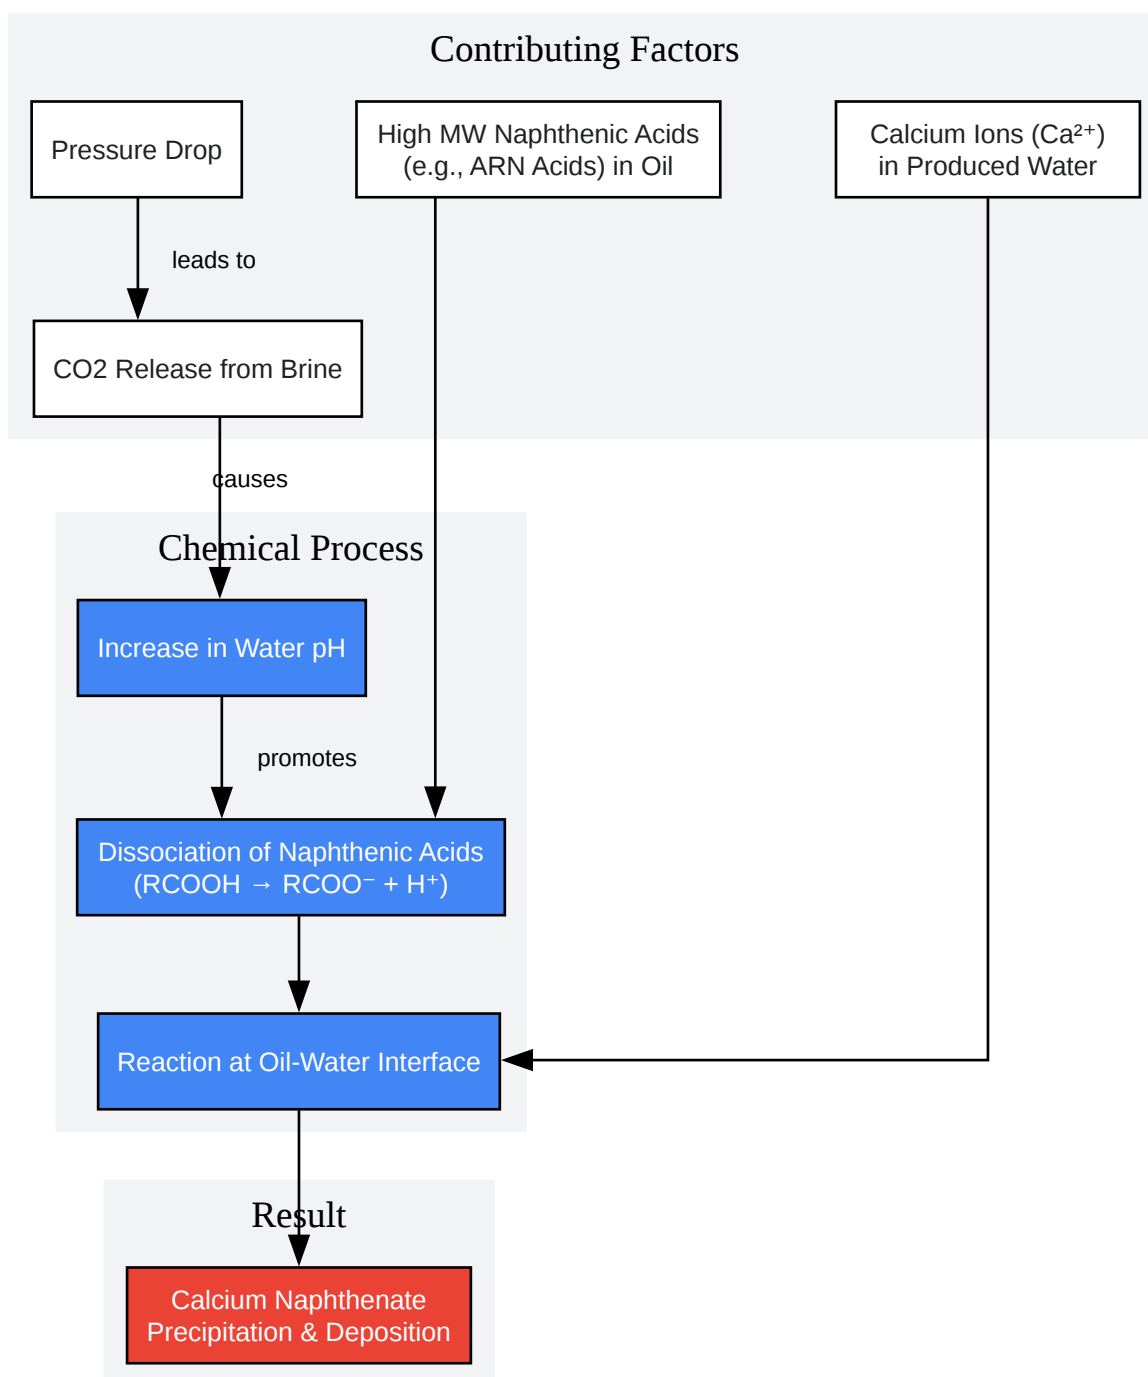 Contributing Factors
Pressure Drop
High MW Naphthenic Acids
(e.g., ARN Acids) in Oil
Calcium Ions (Ca²⁺)
in Produced Water
leads to
CO2 Release from Brine
causes
Chemical Process
Increase in Water pH
promotes
Dissociation of Naphthenic Acids
(RCOOH → RCOO⁻ + H⁺)
Reaction at Oil-Water Interface
Result
Calcium Naphthenate
Precipitation & Deposition